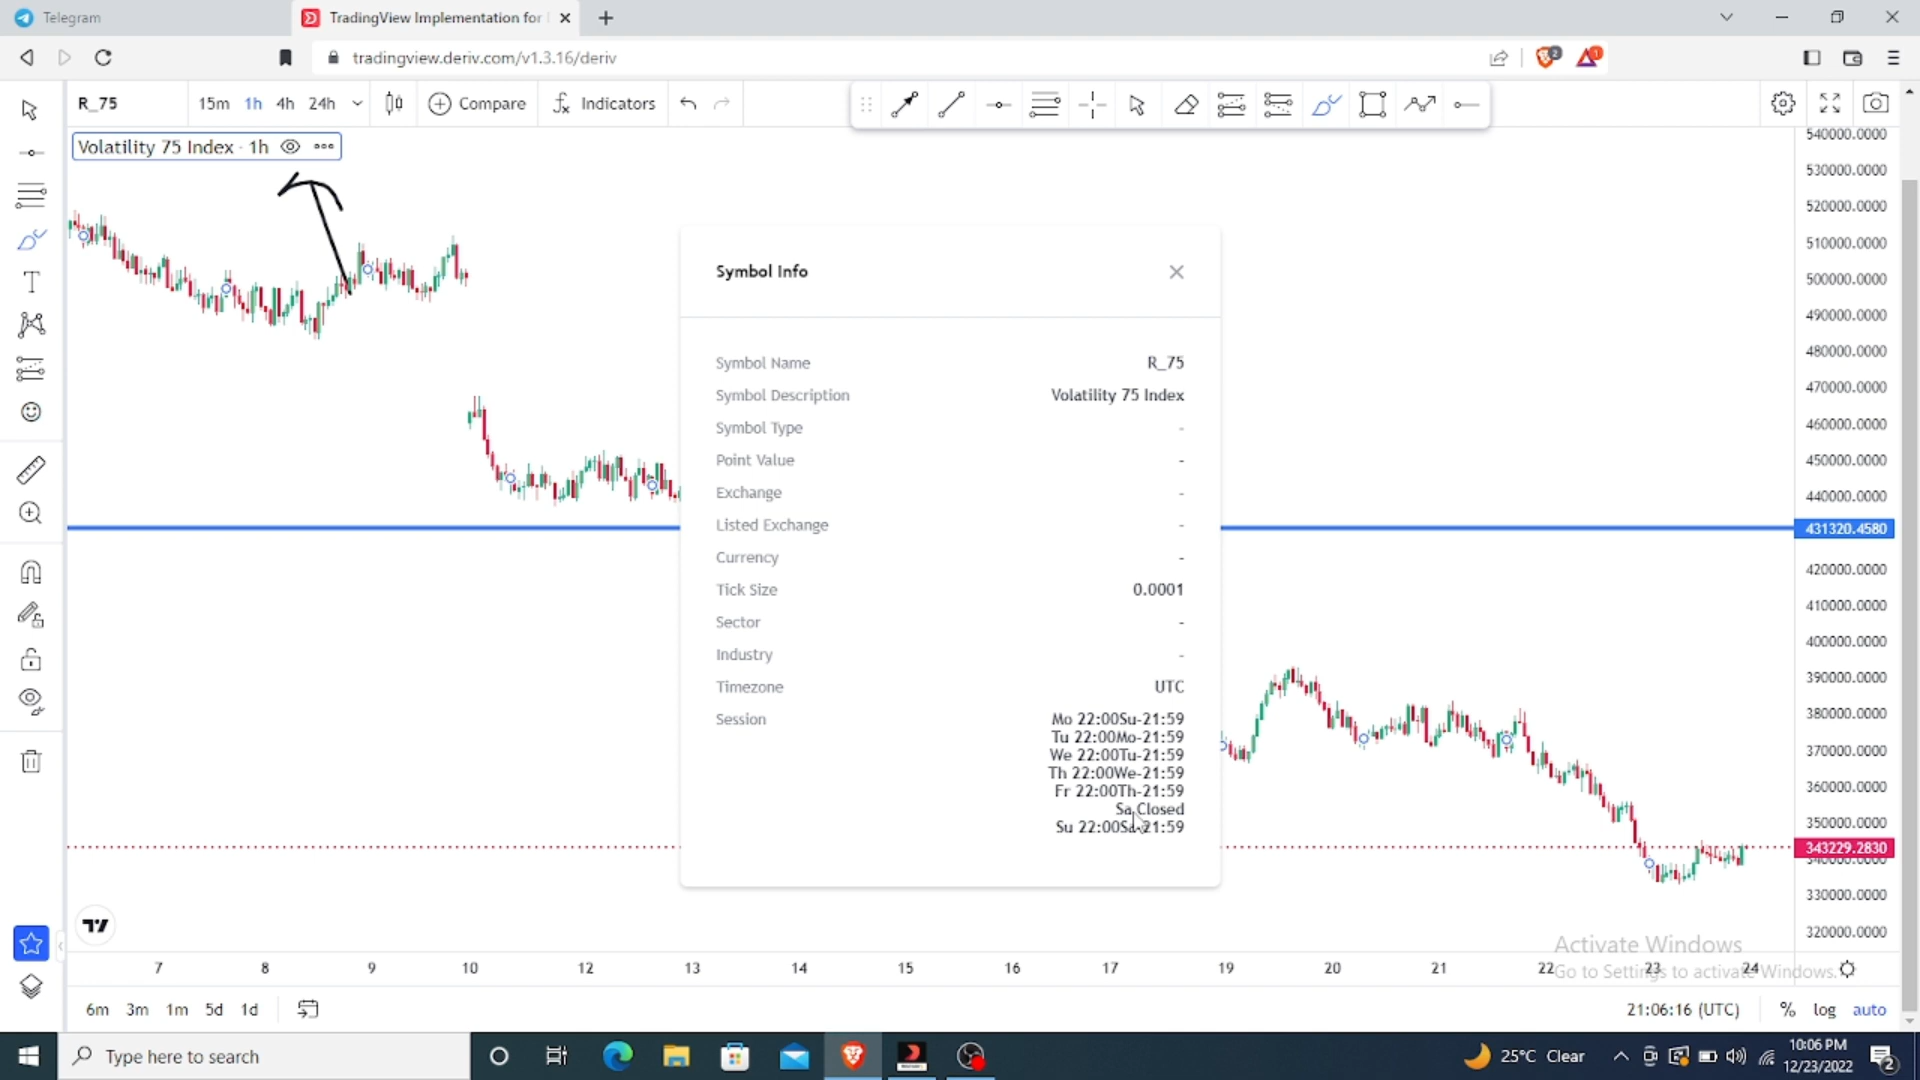 Telegram
TradingView Implementation for
tradingview.deriv.com/v1.3.16/deriv
2
1
R_75
15m 1h 4h 24h
Compare
Indicators
Volatility 75 Index · 1h
540000.0000
530000.0000
520000.0000
510000.0000
500000.0000
490000.0000
480000.0000
470000.0000
460000.0000
450000.0000
440000.0000
431320.4580
420000.0000
410000.0000
400000.0000
390000.0000
380000.0000
370000.0000
360000.0000
350000.0000
343229.2830
340000.0000
330000.0000
320000.0000
Symbol Info
Symbol Name R_75
Symbol Description Volatility 75 Index
Symbol Type -
Point Value -
Exchange -
Listed Exchange -
Currency -
Tick Size 0.0001
Sector -
Industry -
Timezone UTC
Session Mo 22:00Su-21:59
Tu 22:00Mo-21:59
We 22:00Tu-21:59
Th 22:00We-21:59
Fr 22:00Th-21:59
Sa Closed
Su 22:00Sa-21:59
Activate Windows
Go to Settings to activate Windows.
7 8 9 10 12 13 14 15 16 17 19 20 21 22 23 24
6m 3m 1m 5d 1d
21:06:16 (UTC) % log auto
Type here to search
25°C Clear
10:06 PM
12/23/2022
2